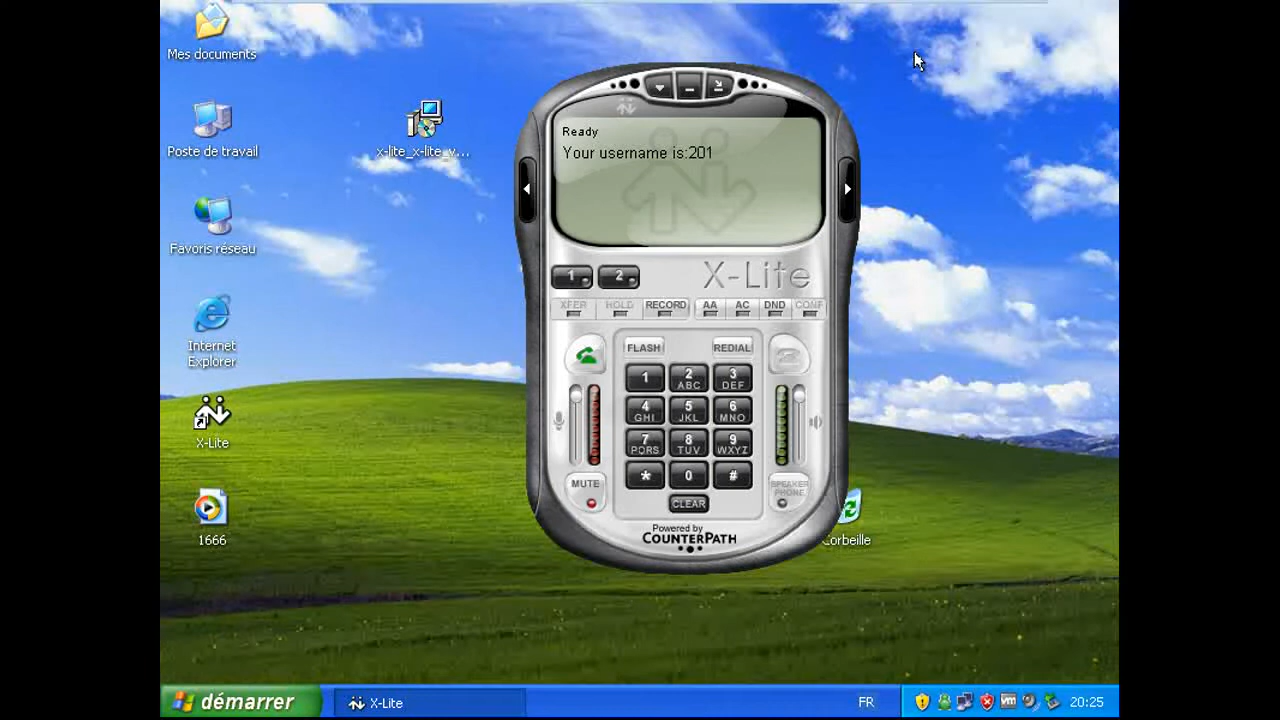 Mes documents
Poste de travail
x-lite_x-lite_v...
Favoris réseau
Internet
Explorer
X-Lite
1666
Corbeille
Ready
Your username is:201
1 2
X-Lite
XFER HOLD RECORD AA AC DND CONF
FLASH REDIAL
1 2 ABC 3 DEF
4 GHI 5 JKL 6 MNO
7 PQRS 8 TUV 9 WXYZ
* 0 #
MUTE
SPEAKER
PHONE
CLEAR
Powered by
COUNTERPATH
démarrer
X-Lite
FR
20:25